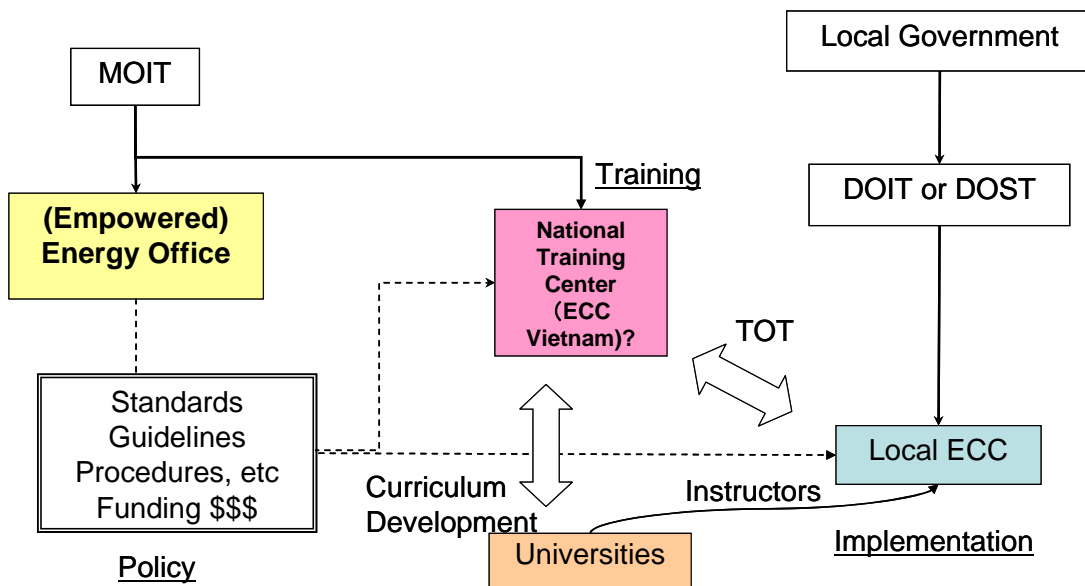 Local Government
MOIT
DOIT or DOST
Training
(Empowered)
Energy Office
National
Training
Center
（ECC
Vietnam)?
TOT
Standards
Guidelines
Procedures, etc
Funding $$$
Local ECC
Curriculum
Development
Instructors
Universities
Implementation
Policy